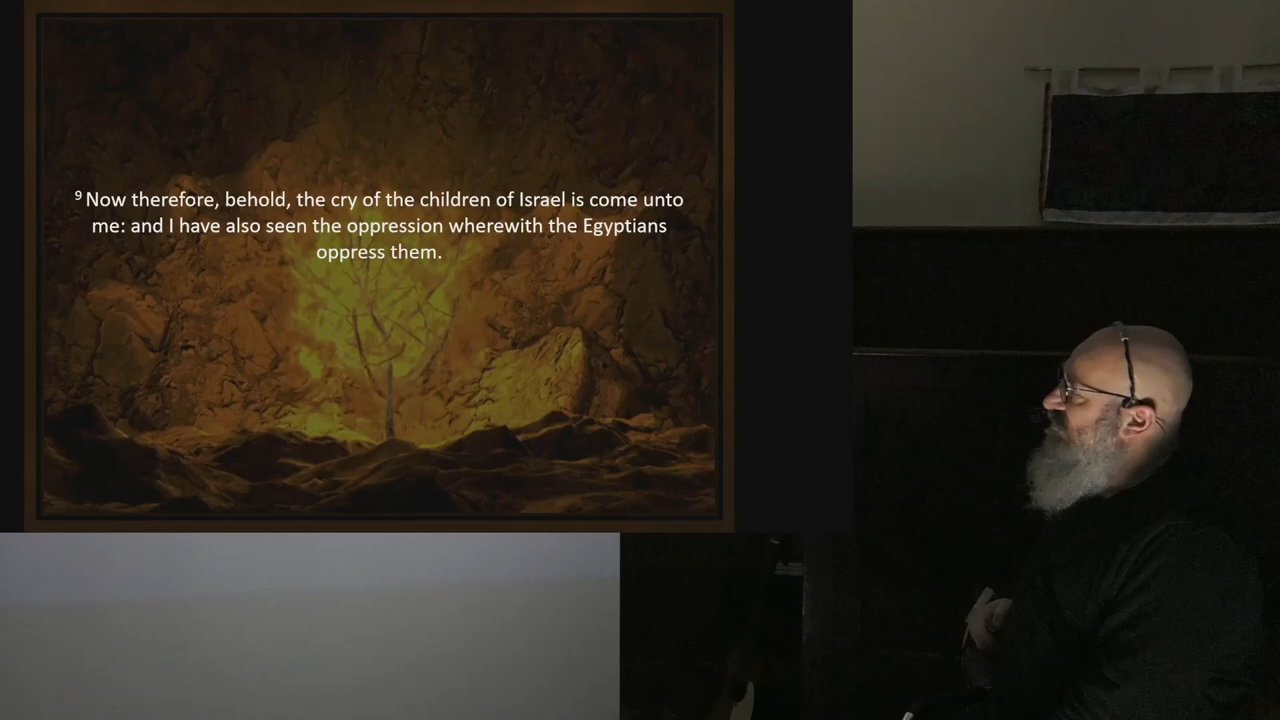 ⁹ Now therefore, behold, the cry of the children of Israel is come unto
me: and I have also seen the oppression wherewith the Egyptians
oppress them.